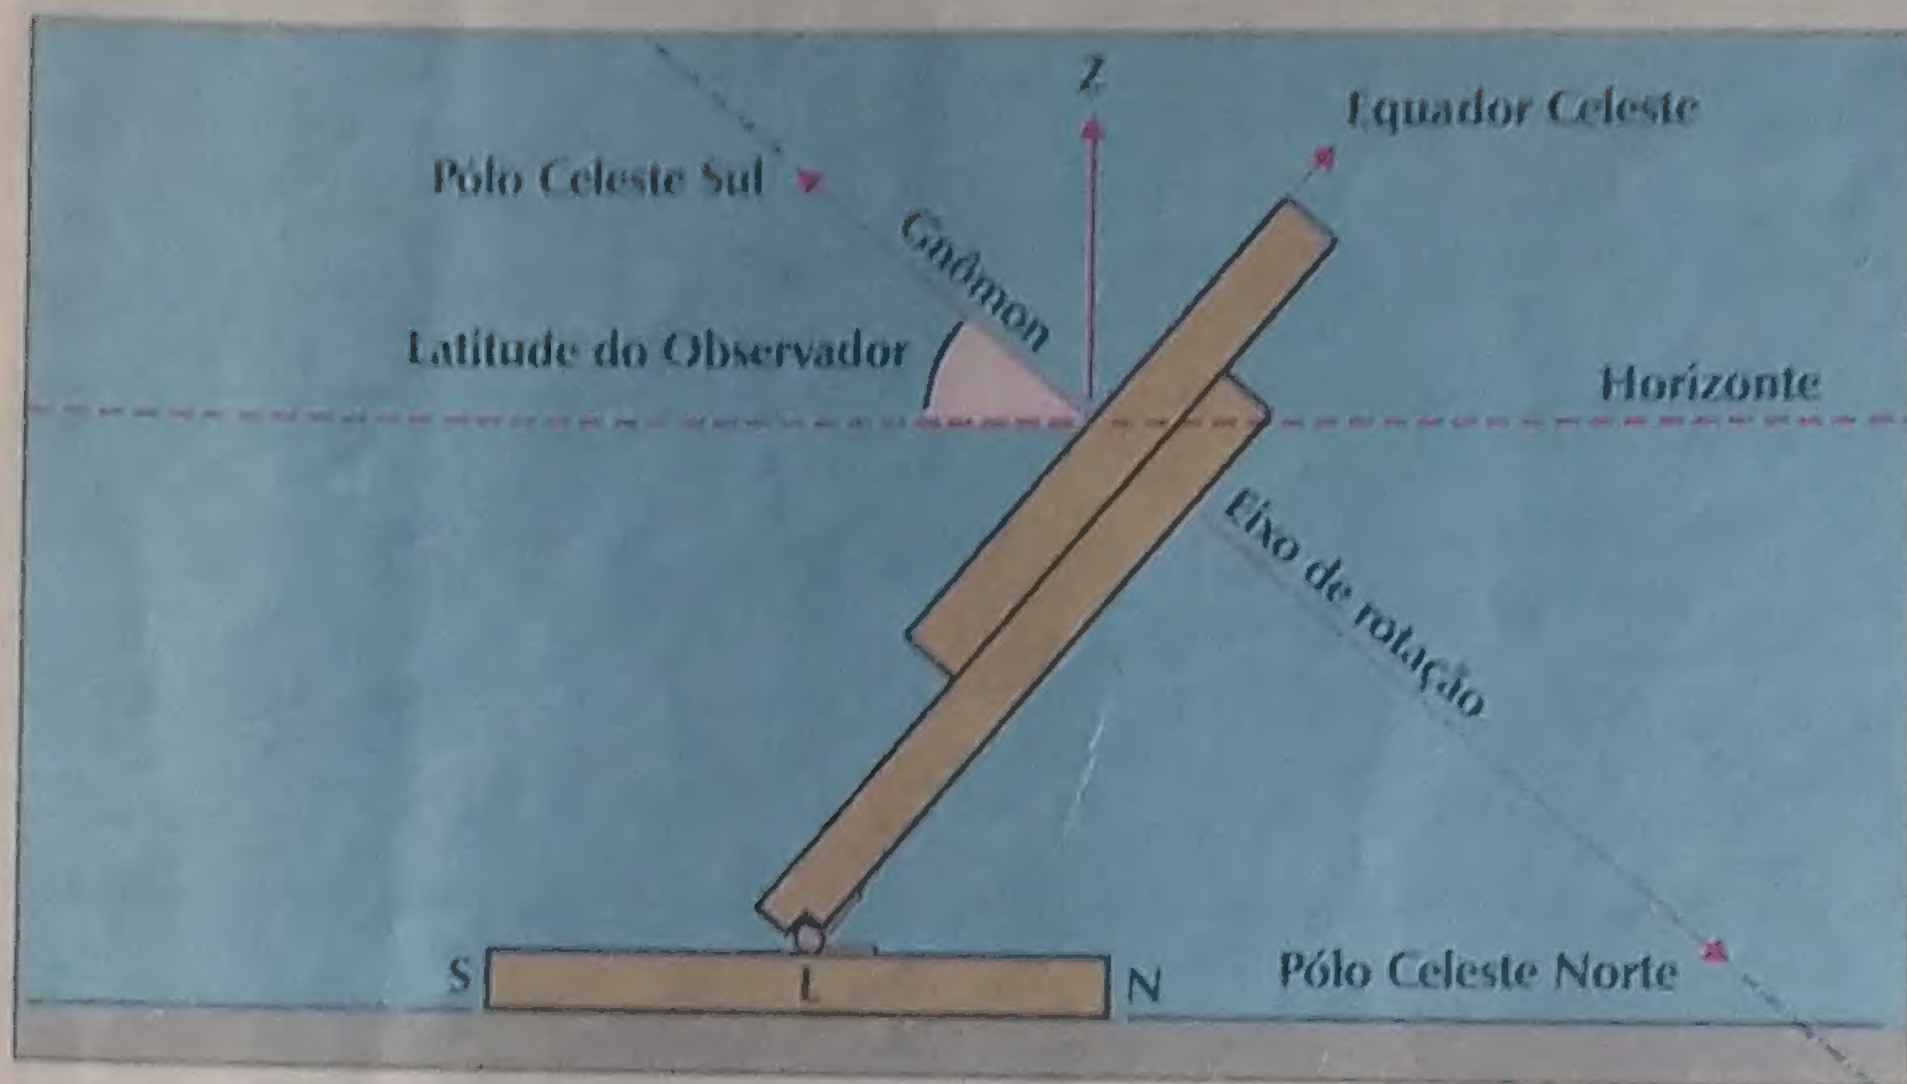 Z
Equador Celeste
Pólo Celeste Sul
Gnômon
Latitude do Observador
Horizonte
Eixo de rotação
S
L
N
Pólo Celeste Norte